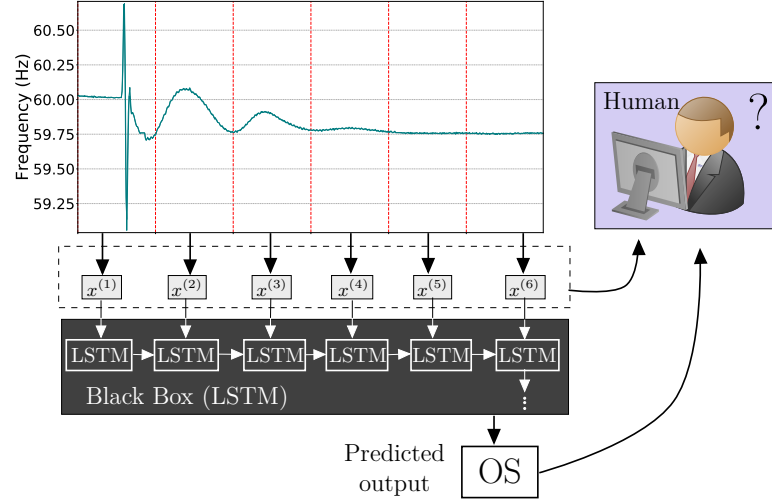 60.50
60.25
60.00
59.75
59.50
59.25
Frequency (Hz)
Human
?
x(1)
x(2)
x(3)
x(4)
x(5)
x(6)
LSTM
LSTM
LSTM
LSTM
LSTM
LSTM
Black Box (LSTM)
Predicted
output
OS